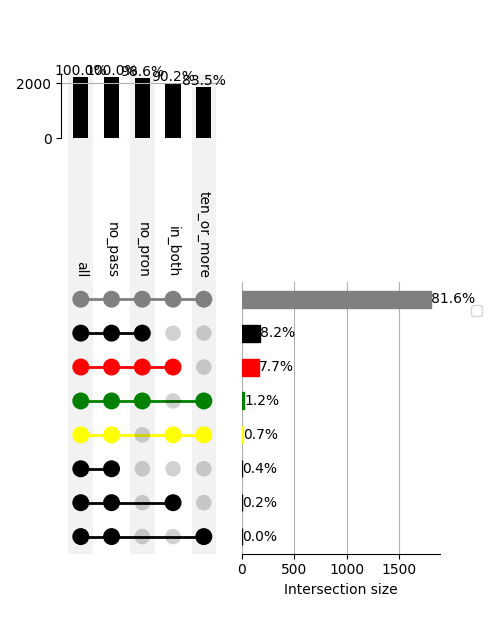 100.0% 100.0% 98.6% 90.2% 83.5%
2000
0
all no_pass no_pron in_both ten_or_more
81.6%
8.2%
7.7%
1.2%
0.7%
0.4%
0.2%
0.0%
0 500 1000 1500
Intersection size